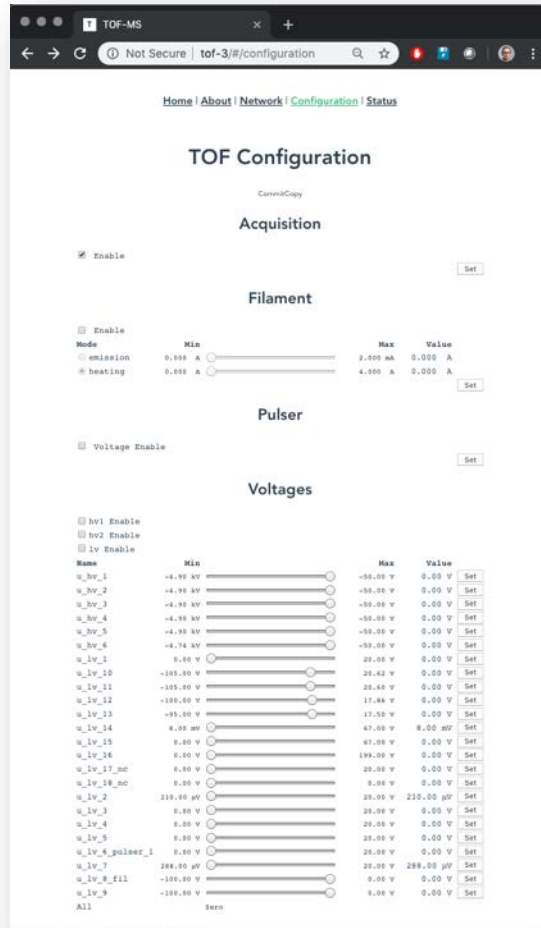 TOF-MS
Not Secure | tof-3/#/configuration
Home | About | Network | Configuration | Status
TOF Configuration
CommitCopy
Acquisition
Enable
Set
Filament
Enable
Mode Min Max Value
emission 0.000 A 2.000 mA 0.000 A
heating 0.000 A 4.000 A 0.000 A
Set
Pulser
Voltage Enable
Set
Voltages
hv1 Enable
hv2 Enable
lv Enable
Name Min Max Value
u_hv_1 -4.90 kV -50.00 V 0.00 V Set
u_hv_2 -4.90 kV -50.00 V 0.00 V Set
u_hv_3 -4.90 kV -50.00 V 0.00 V Set
u_hv_4 -4.90 kV -50.00 V 0.00 V Set
u_hv_5 -4.90 kV -50.00 V 0.00 V Set
u_hv_6 -4.74 kV -50.00 V 0.00 V Set
u_lv_1 0.00 V 20.00 V 0.00 V Set
u_lv_10 -105.00 V 20.62 V 0.00 V Set
u_lv_11 -105.00 V 20.60 V 0.00 V Set
u_lv_12 -100.00 V 17.86 V 0.00 V Set
u_lv_13 -95.00 V 17.50 V 0.00 V Set
u_lv_14 8.00 mV 67.00 V 8.00 mV Set
u_lv_15 0.00 V 67.00 V 0.00 V Set
u_lv_16 0.00 V 199.00 V 0.00 V Set
u_lv_17_nc 0.00 V 20.00 V 0.00 V Set
u_lv_18_nc 0.00 V 0.00 V 0.00 V Set
u_lv_2 210.00 µV 20.00 V 210.00 µV Set
u_lv_3 0.00 V 20.00 V 0.00 V Set
u_lv_4 0.00 V 20.00 V 0.00 V Set
u_lv_5 0.00 V 20.00 V 0.00 V Set
u_lv_6_pulser_1 0.00 V 20.00 V 0.00 V Set
u_lv_7 288.00 µV 20.00 V 288.00 µV Set
u_lv_8_fil -100.00 V 0.00 V 0.00 V Set
u_lv_9 -100.00 V 0.00 V 0.00 V Set
All Zero